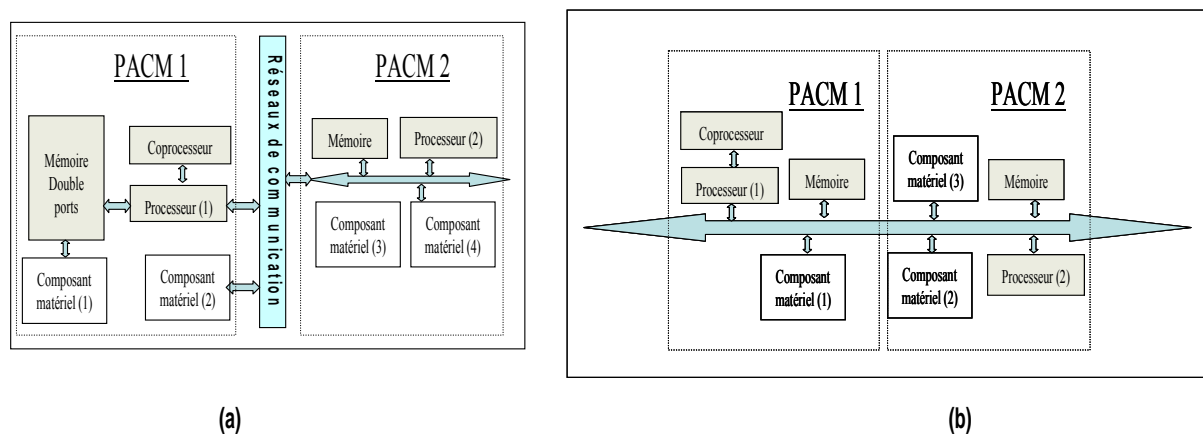 PACM 1
Mémoire
Double
ports
Coprocesseur
Processeur (1)
Composant
matériel (1)
Composant
matériel (2)
Réseaux de communication
PACM 2
Mémoire
Processeur (2)
Composant
matériel (3)
Composant
matériel (4)
(a)
PACM 1
Coprocesseur
Processeur (1)
Mémoire
Composant
matériel (1)
PACM 2
Composant
matériel (3)
Mémoire
Composant
matériel (2)
Processeur (2)
(b)